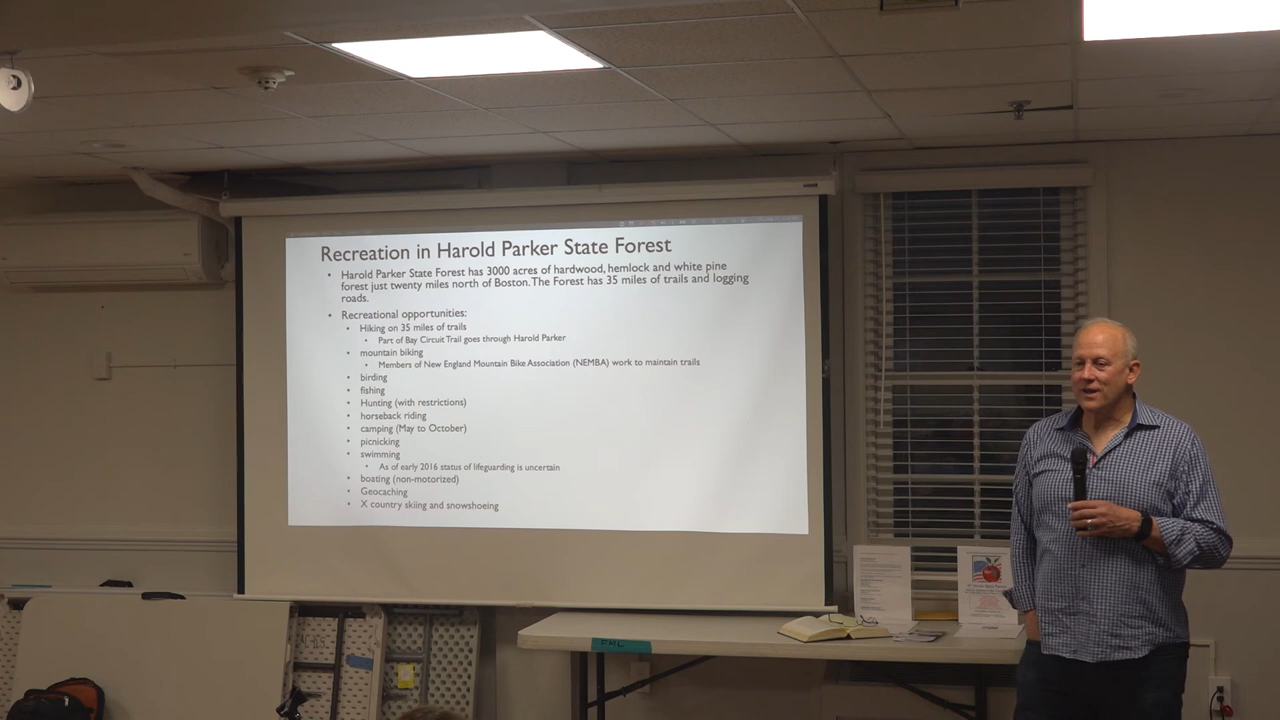 Recreation in Harold Parker State Forest
• Harold Parker State Forest has 3000 acres of hardwood, hemlock and white pine
forest just twenty miles north of Boston. The Forest has 35 miles of trails and logging
roads.
• Recreational opportunities:
• Hiking on 35 miles of trails
• Part of Bay Circuit Trail goes through Harold Parker
• mountain biking
• Members of New England Mountain Bike Association (NEMBA) work to maintain trails
• birding
• fishing
• Hunting (with restrictions)
• horseback riding
• camping (May to October)
• picnicking
• swimming
• As of early 2016 status of lifeguarding is uncertain
• boating (non-motorized)
• Geocaching
• X country skiing and snowshoeing
FML